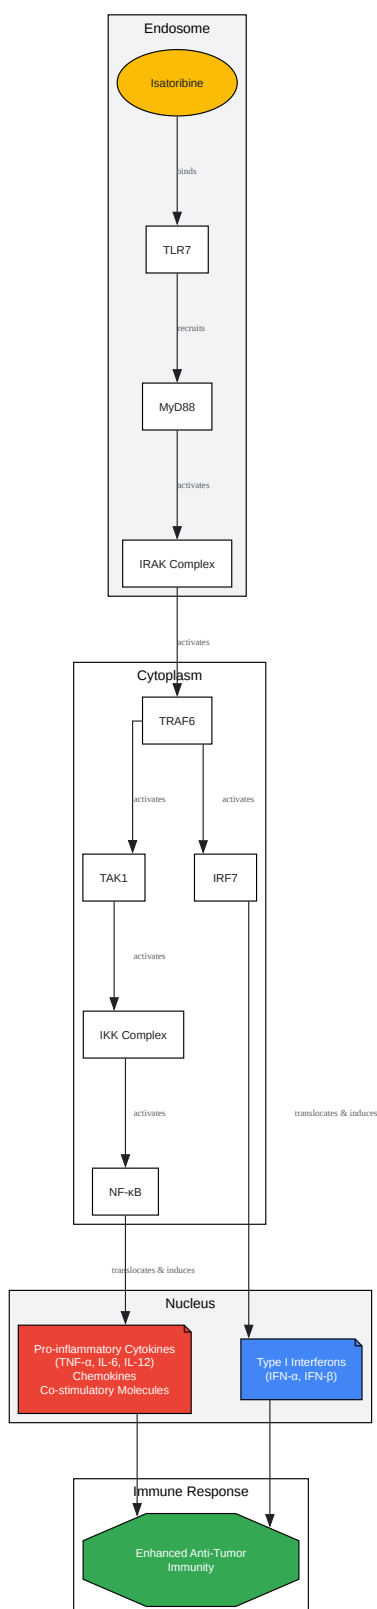 Endosome
Isatoribine
binds
TLR7
recruits
MyD88
activates
IRAK Complex
activates
Cytoplasm
TRAF6
activates
activates
TAK1
IRF7
activates
IKK Complex
activates
translocates & induces
NF-κB
translocates & induces
Nucleus
Pro-inflammatory Cytokines
(TNF-α, IL-6, IL-12)
Chemokines
Co-stimulatory Molecules
Type I Interferons
(IFN-α, IFN-β)
Immune Response
Enhanced Anti-Tumor
Immunity